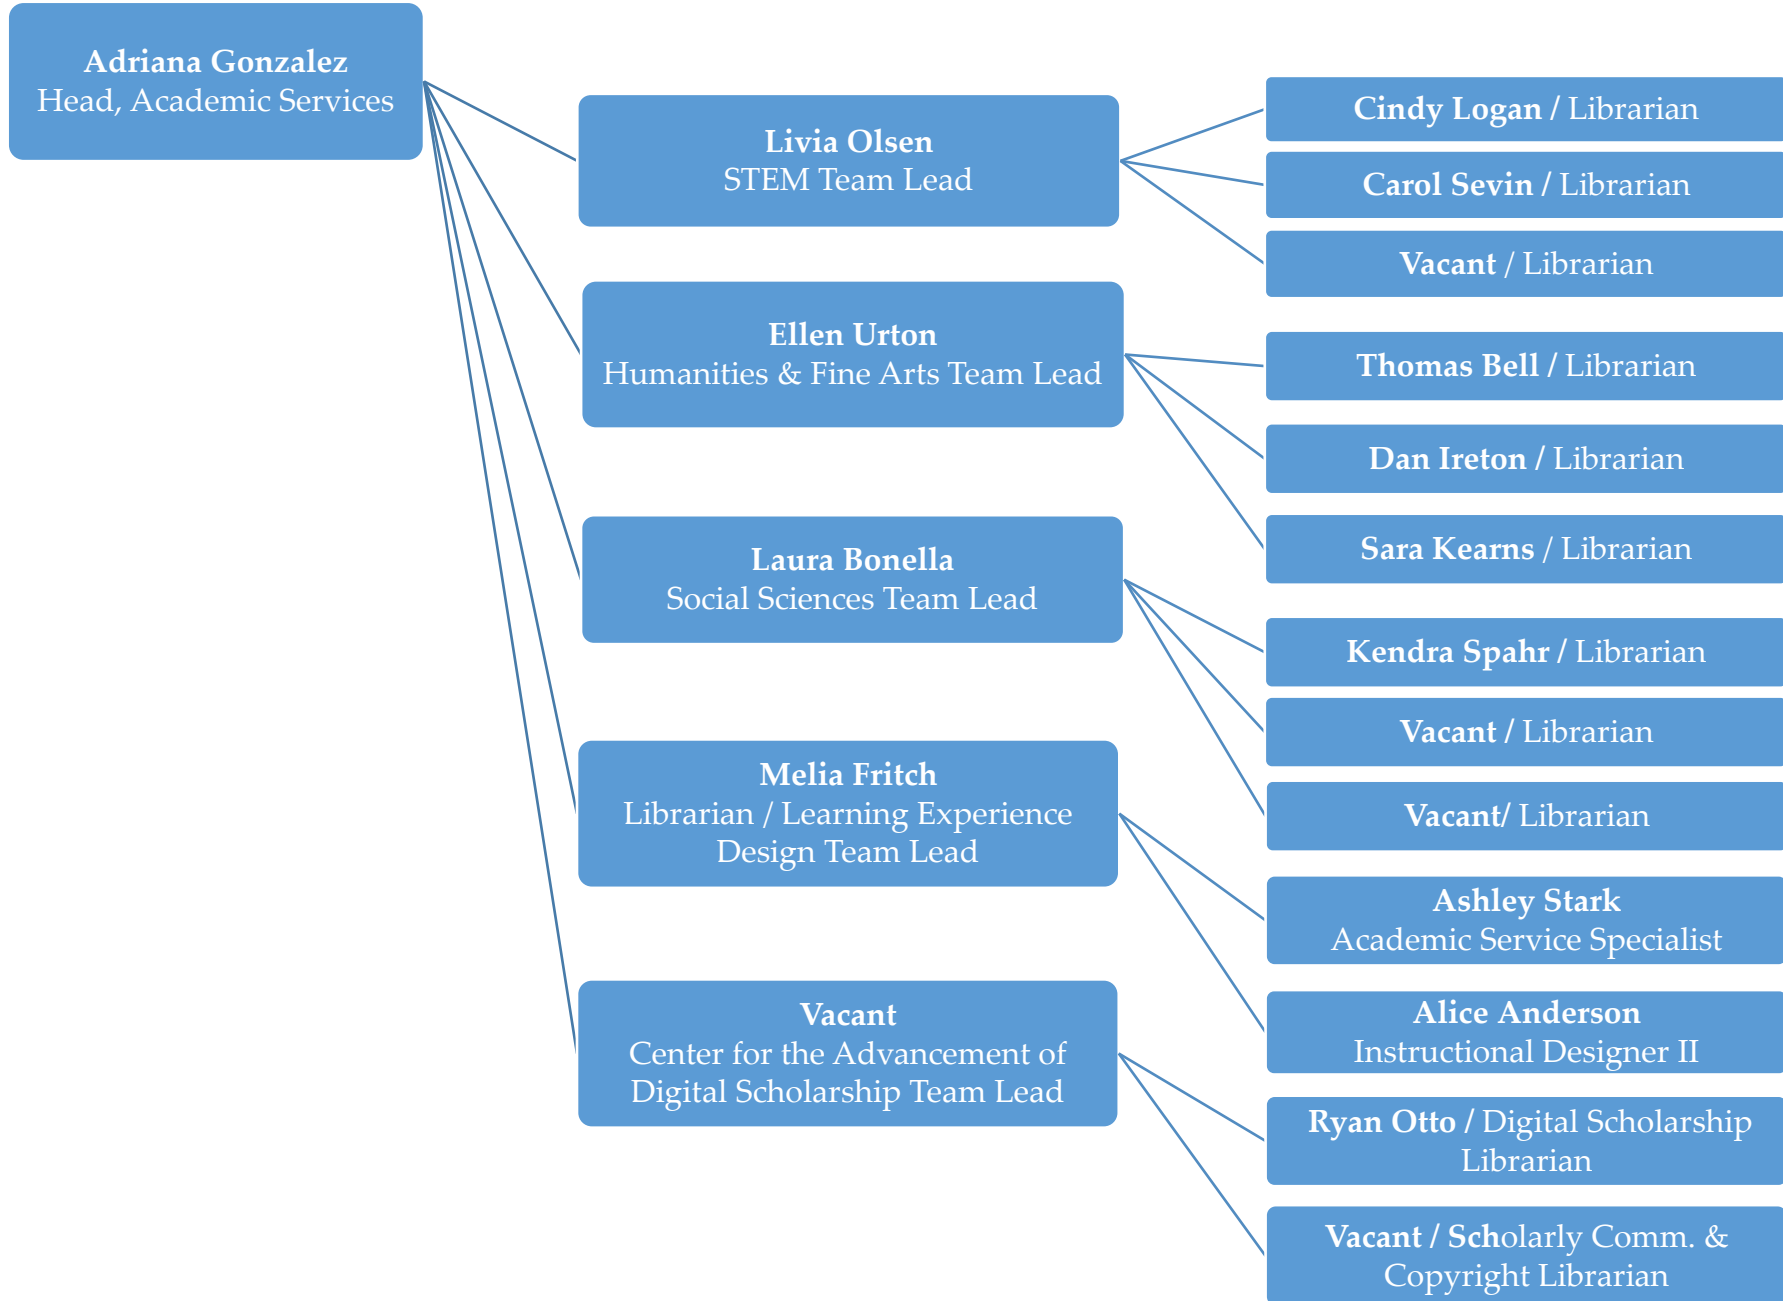 Adriana Gonzalez
Head, Academic Services
Livia Olsen
STEM Team Lead
Cindy Logan / Librarian
Carol Sevin / Librarian
Vacant / Librarian
Ellen Urton
Humanities & Fine Arts Team Lead
Thomas Bell / Librarian
Dan Ireton / Librarian
Sara Kearns / Librarian
Laura Bonella
Social Sciences Team Lead
Kendra Spahr / Librarian
Vacant / Librarian
Vacant/ Librarian
Melia Fritch
Librarian / Learning Experience
Design Team Lead
Ashley Stark
Academic Service Specialist
Alice Anderson
Instructional Designer II
Vacant
Center for the Advancement of
Digital Scholarship Team Lead
Ryan Otto / Digital Scholarship
Librarian
Vacant / Scholarly Comm. &
Copyright Librarian